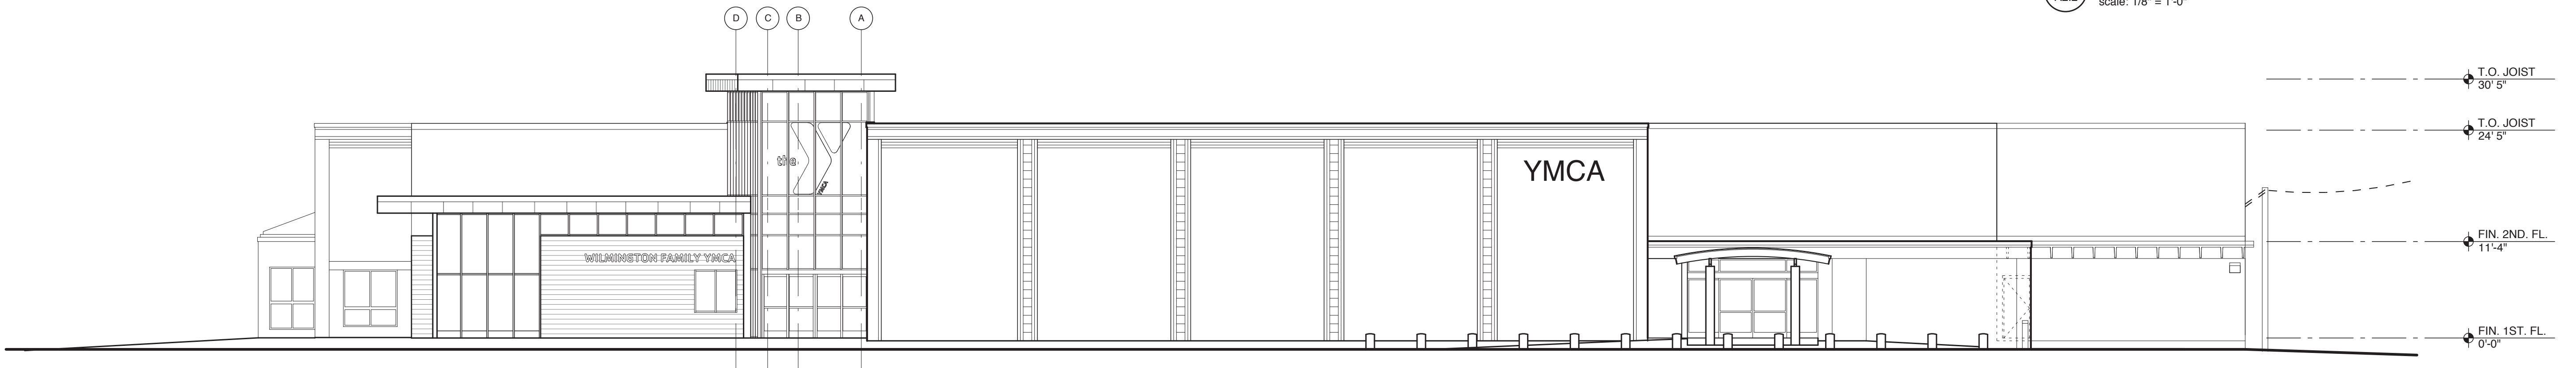 scale: 1/8" = 1'-0"
D C B A
T.O. JOIST
30' 5"
T.O. JOIST
24' 5"
the
YMCA
YMCA
WILMINGTON FAMILY YMCA
FIN. 2ND. FL.
11'-4"
FIN. 1ST. FL.
0'-0"